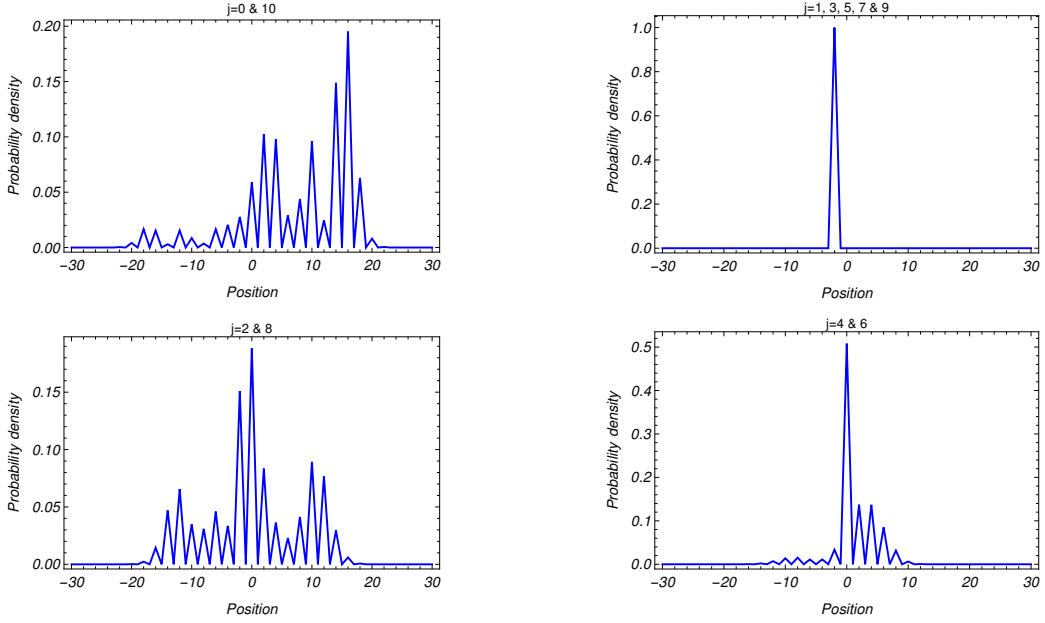 j=0 & 10
Probability density
0.20
0.15
0.10
0.05
0.00
−30 −20 −10 0 10 20 30
Position
j=1, 3, 5, 7 & 9
Probability density
1.0
0.8
0.6
0.4
0.2
0.0
−30 −20 −10 0 10 20 30
Position
j=2 & 8
Probability density
0.15
0.10
0.05
0.00
−30 −20 −10 0 10 20 30
Position
j=4 & 6
Probability density
0.5
0.4
0.3
0.2
0.1
0.0
−30 −20 −10 0 10 20 30
Position